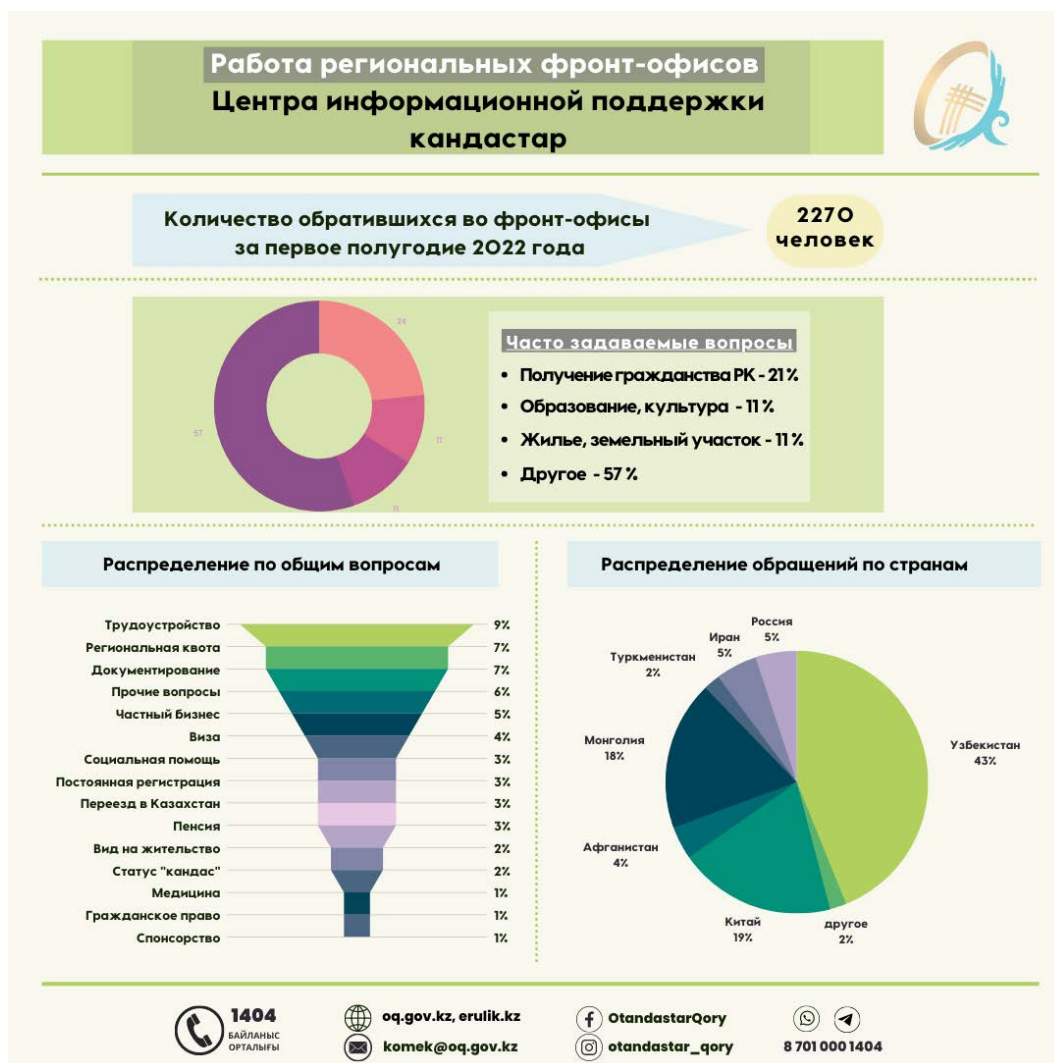 Работа региональных фронт-офисов
Центра информационной поддержки
кандастар
Количество обратившихся во фронт-офисы
за первое полугодие 2022 года
2270
человек
24
11
11
57
Часто задаваемые вопросы
• Получение гражданства РК - 21 %
• Образование, культура - 11 %
• Жилье, земельный участок - 11 %
• Другое - 57 %
Распределение по общим вопросам
Трудоустройство 9%
Региональная квота 7%
Документирование 7%
Прочие вопросы 6%
Частный бизнес 5%
Виза 4%
Социальная помощь 3%
Постоянная регистрация 3%
Переезд в Казахстан 3%
Пенсия 3%
Вид на жительство 2%
Статус "кандас" 2%
Медицина 1%
Гражданское право 1%
Спонсорство 1%
Распределение обращений по странам
Россия
5%
Иран
5%
Туркменистан
2%
Монголия
18%
Афганистан
4%
Китай
19%
другое
2%
Узбекистан
43%
1404
БАЙЛАНЫС
ОРТАЛЫҒЫ
oq.gov.kz, erulik.kz
komek@oq.gov.kz
OtandastarQory
otandastar_qory
8 701 000 1404